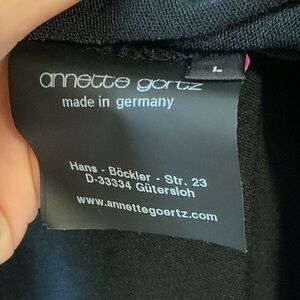 annette görtz
L
made in germany
Hans - Böckler - Str. 23
D-33334 Gütersloh
www.annettegoertz.com